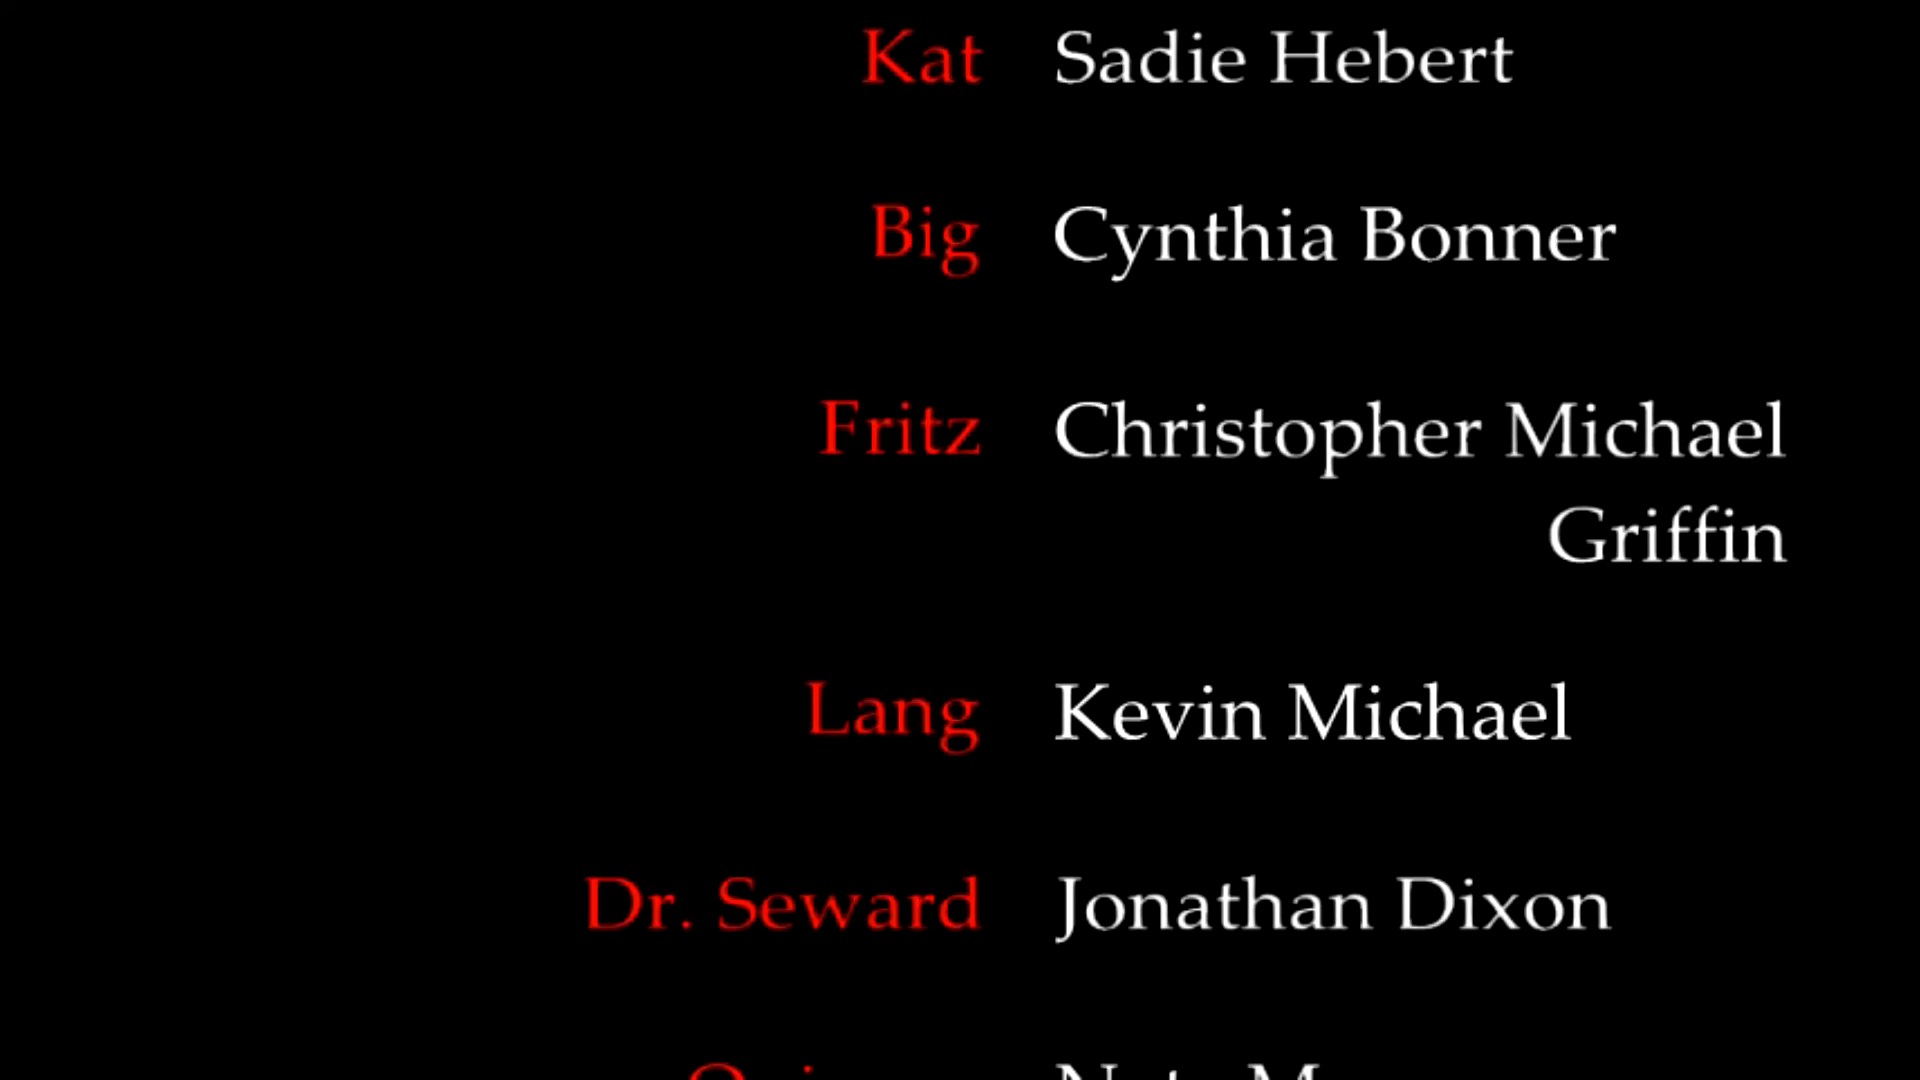 Kat Sadie Hebert
Big Cynthia Bonner
Fritz Christopher Michael
Griffin
Lang Kevin Michael
Dr. Seward Jonathan Dixon